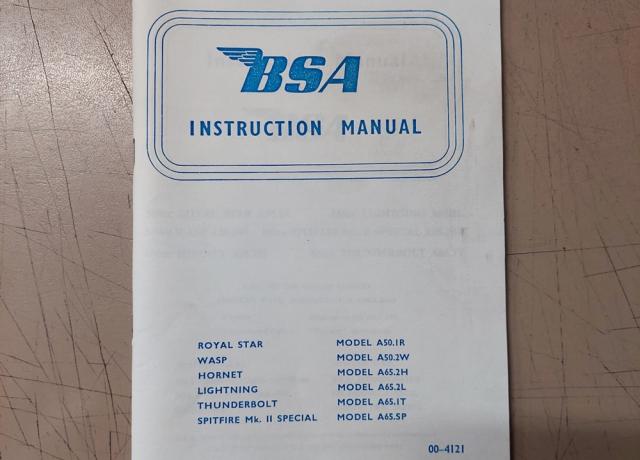 BSA
INSTRUCTION MANUAL
ROYAL STAR MODEL A50.1R
WASP MODEL A50.2W
HORNET MODEL A65.2H
LIGHTNING MODEL A65.2L
THUNDERBOLT MODEL A65.1T
SPITFIRE Mk. II SPECIAL MODEL A65.SP
00-4121